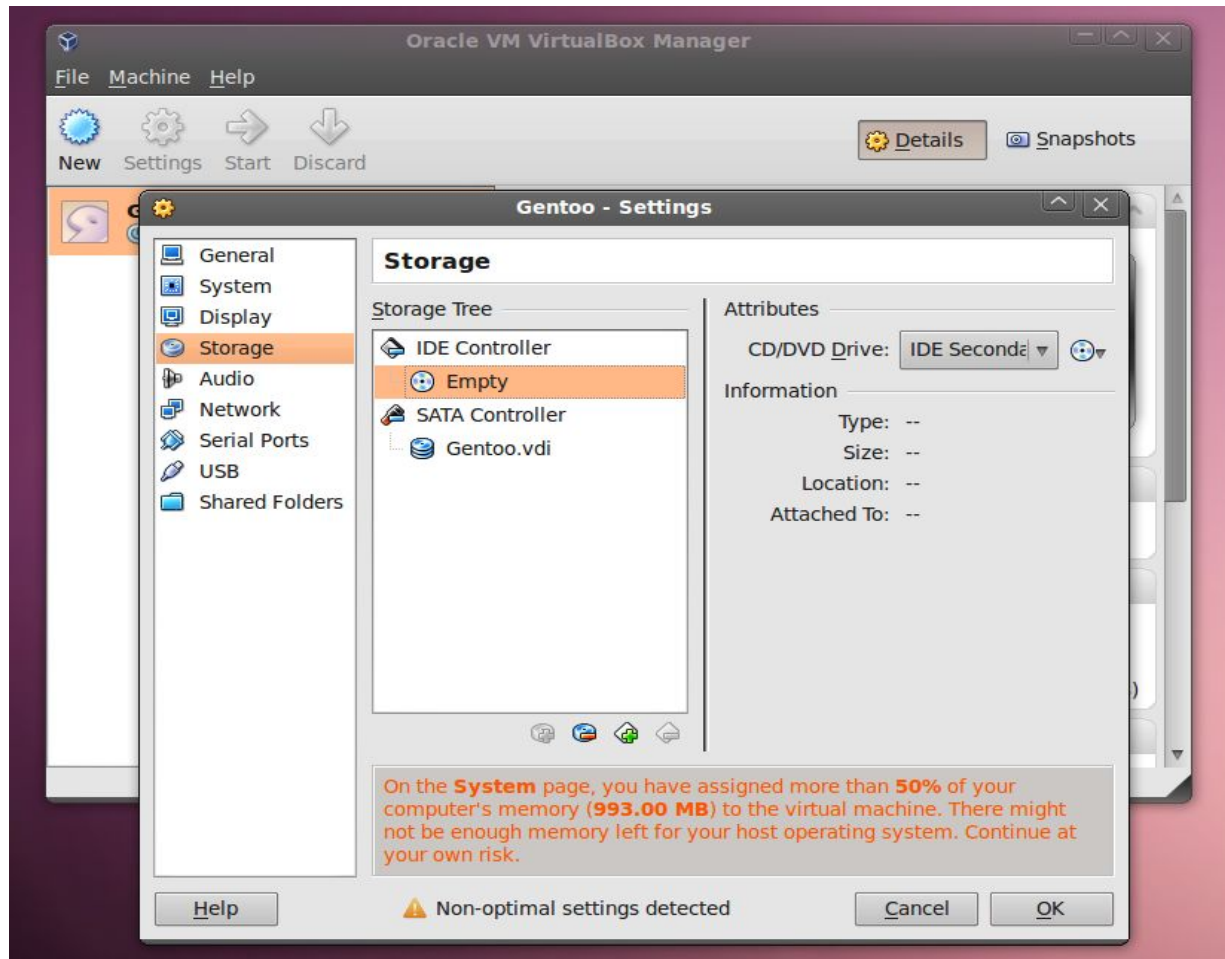 Oracle VM VirtualBox Manager
File Machine Help
New Settings Start Discard
Details Snapshots
G
Gentoo - Settings
General
System
Display
Storage
Audio
Network
Serial Ports
USB
Shared Folders
Storage
Storage Tree
IDE Controller
Empty
SATA Controller
Gentoo.vdi
Attributes
CD/DVD Drive: IDE Seconda
Information
Type: --
Size: --
Location: --
Attached To: --
)
On the System page, you have assigned more than 50% of your
computer's memory (993.00 MB) to the virtual machine. There might
not be enough memory left for your host operating system. Continue at
your own risk.
Help
Non-optimal settings detected
Cancel
OK